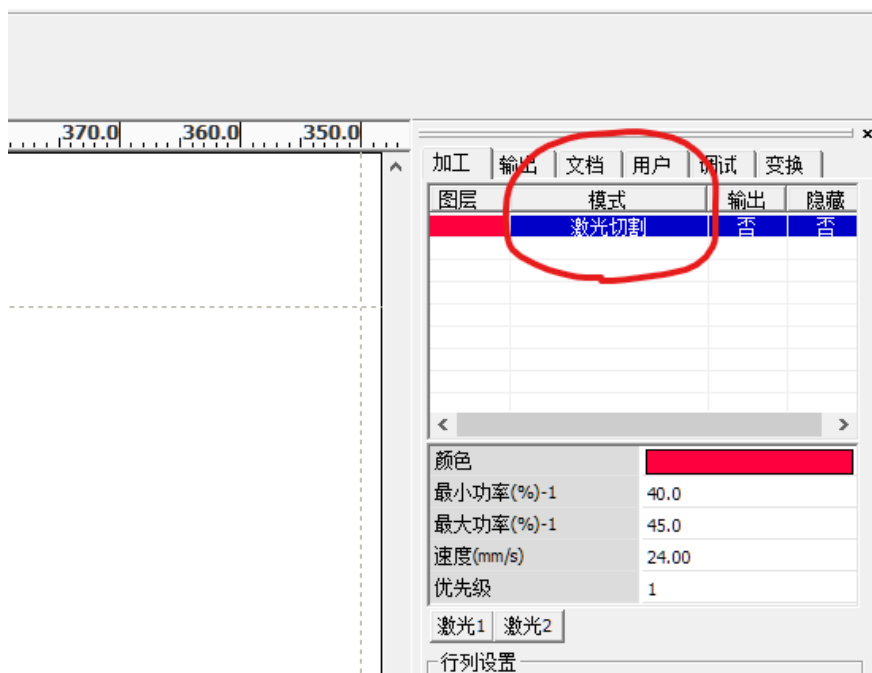 370.0 360.0 350.0
加工 输出 文档 用户 调试 变换
图层 模式 输出 隐藏
激光切割 否 否
颜色
最小功率(%)-1 40.0
最大功率(%)-1 45.0
速度(mm/s) 24.00
优先级 1
激光1 激光2
行列设置